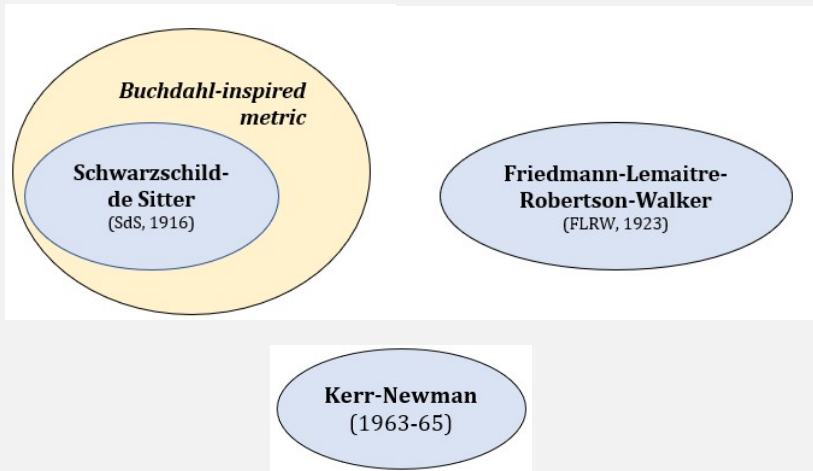 Buchdahl-inspired
metric
Schwarzschild-
de Sitter
(SdS, 1916)
Friedmann-Lemaitre-
Robertson-Walker
(FLRW, 1923)
Kerr-Newman
(1963-65)